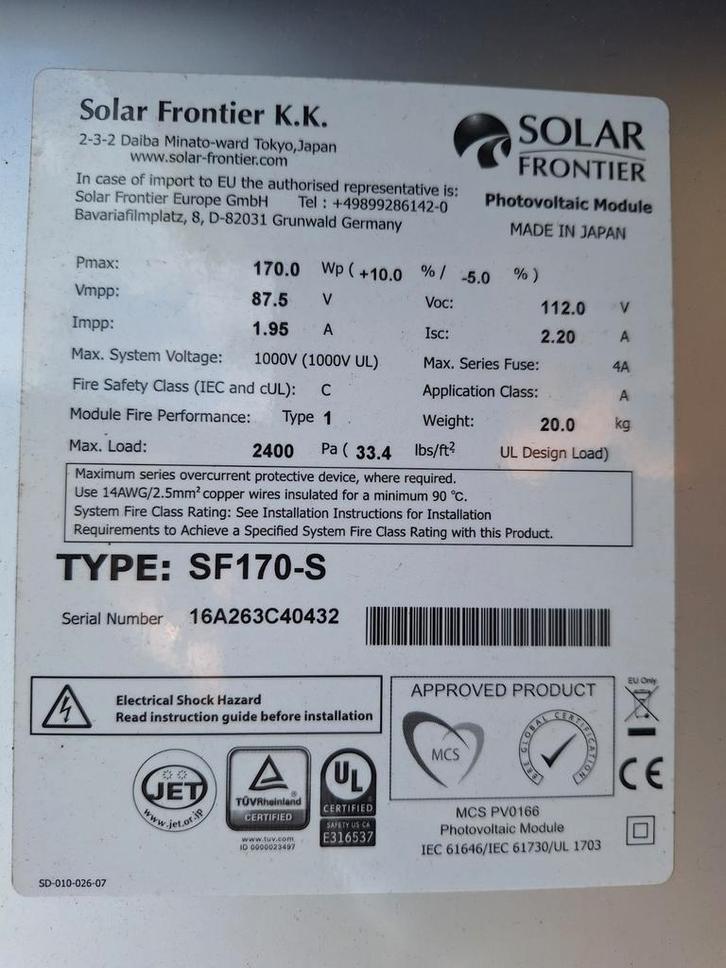 Solar Frontier K.K.
2-3-2 Daiba Minato-ward Tokyo,Japan
www.solar-frontier.com
SOLAR
FRONTIER
In case of import to EU the authorised representative is:
Solar Frontier Europe GmbH Tel : +49899286142-0
Bavariafilmplatz, 8, D-82031 Grunwald Germany
Photovoltaic Module
MADE IN JAPAN
Pmax: 170.0 Wp ( +10.0 % / -5.0 % )
Vmpp: 87.5 V Voc: 112.0 V
Impp: 1.95 A Isc: 2.20 A
Max. System Voltage: 1000V (1000V UL) Max. Series Fuse: 4A
Fire Safety Class (IEC and cUL): C Application Class: A
Module Fire Performance: Type 1 Weight: 20.0 kg
Max. Load: 2400 Pa ( 33.4 lbs/ft² UL Design Load)
Maximum series overcurrent protective device, where required.
Use 14AWG/2.5mm² copper wires insulated for a minimum 90 ℃.
System Fire Class Rating: See Installation Instructions for Installation
Requirements to Achieve a Specified System Fire Class Rating with this Product.
TYPE: SF170-S
Serial Number 16A263C40432
Electrical Shock Hazard
Read instruction guide before installation
APPROVED PRODUCT
MCS
BRE GLOBAL CERTIFICATION
EU Only
CE
JET
www.jet.or.jp
TÜVRheinland
CERTIFIED
www.tuv.com
ID 0000023497
UL
CERTIFIED
SAFETY US-CA
E316537
MCS PV0166
Photovoltaic Module
IEC 61646/IEC 61730/UL 1703
SD-010-026-07